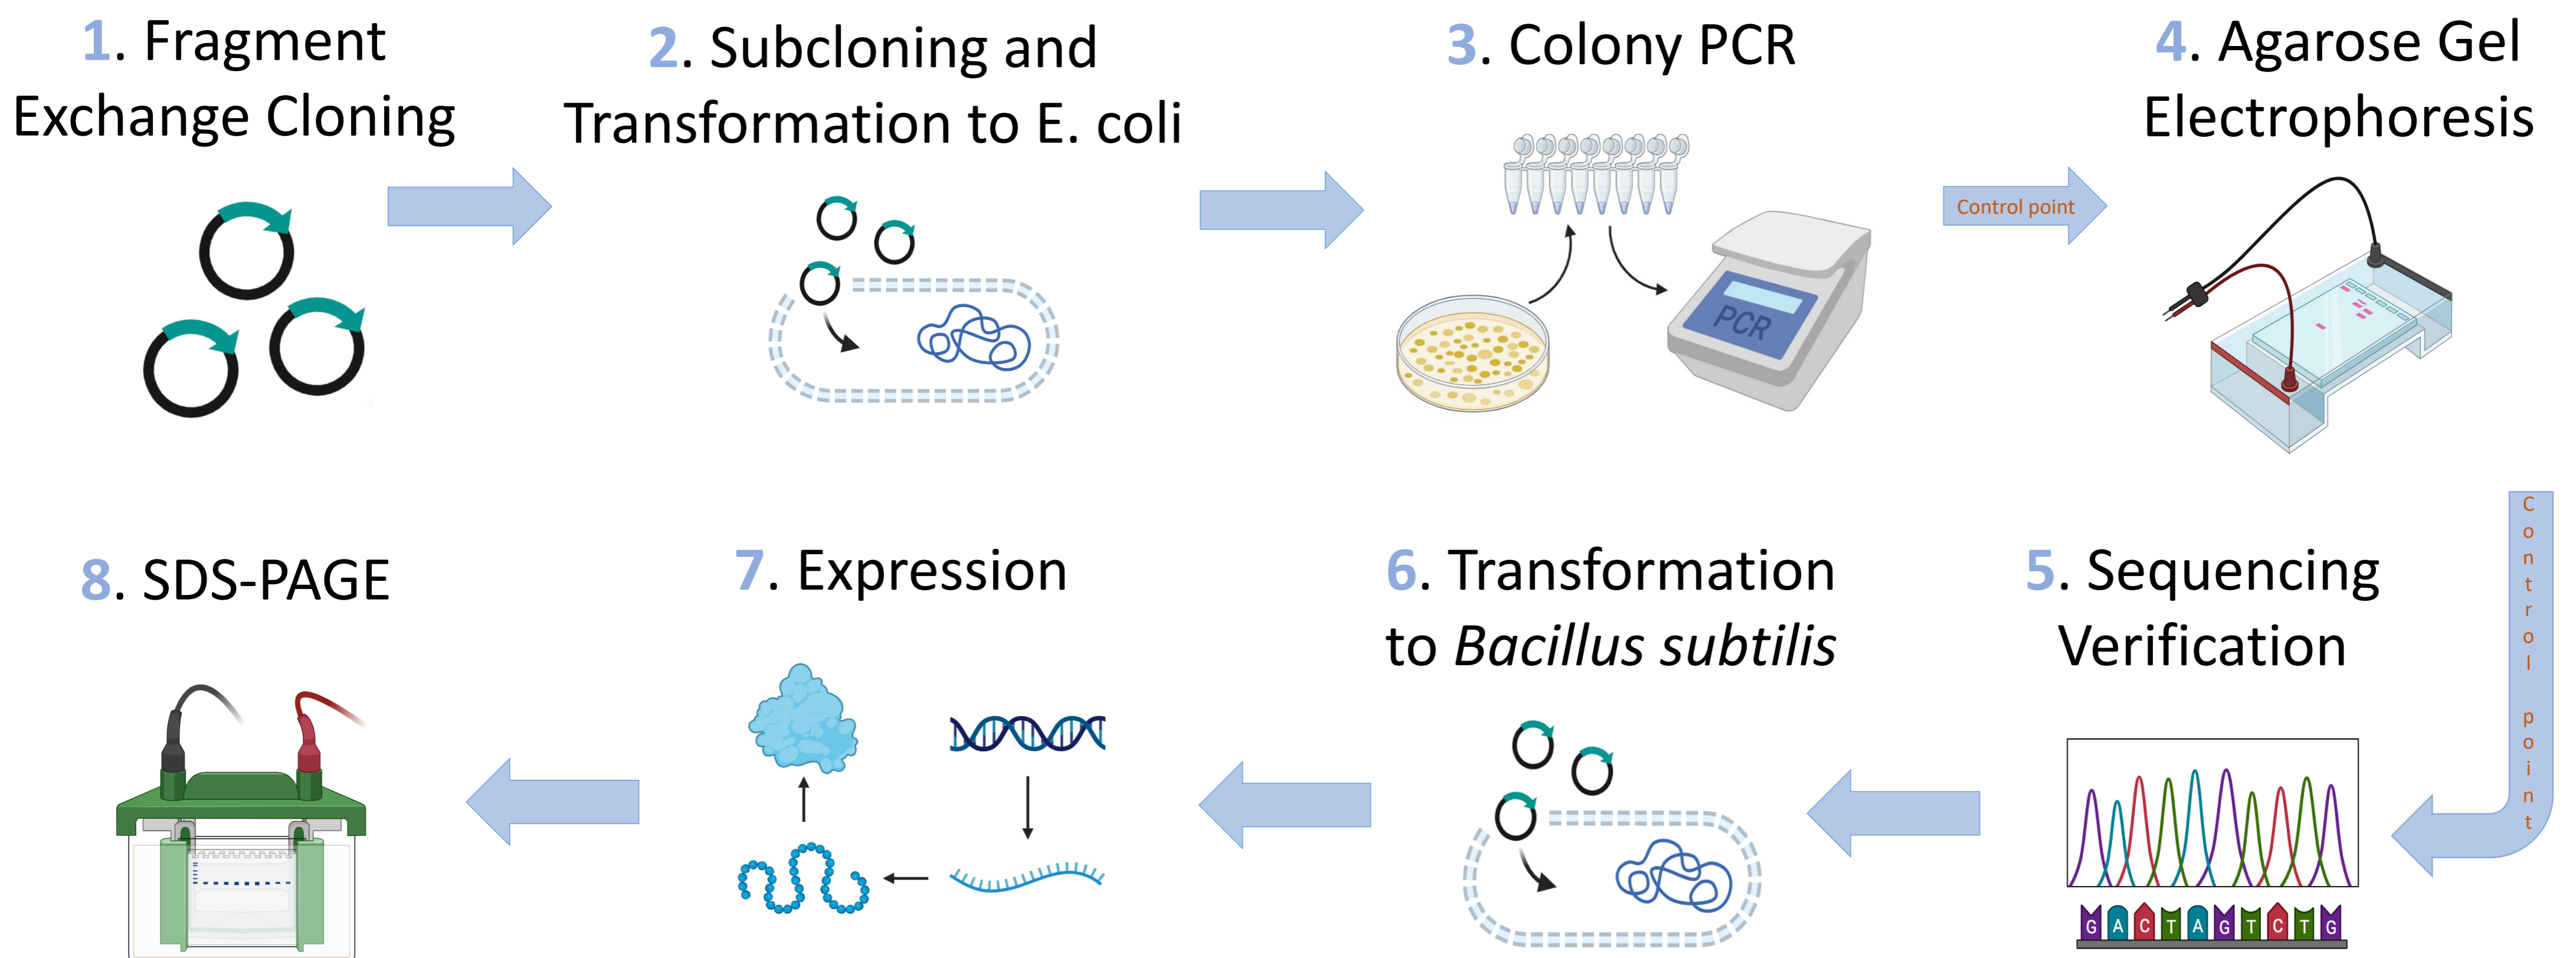 1. Fragment
Exchange Cloning
2. Subcloning and
Transformation to E. coli
3. Colony PCR
PCR
Control point
4. Agarose Gel
Electrophoresis
Control point
5. Sequencing
Verification
G A C T A G T C T G
6. Transformation
to Bacillus subtilis
7. Expression
8. SDS-PAGE